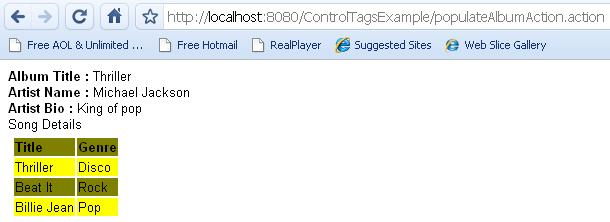 http://localhost:8080/ControlTagsExample/populateAlbumAction.action
Free AOL & Unlimited ... Free Hotmail RealPlayer Suggested Sites Web Slice Gallery
Album Title : Thriller
Artist Name : Michael Jackson
Artist Bio : King of pop
Song Details
Title Genre
Thriller Disco
Beat It Rock
Billie Jean Pop